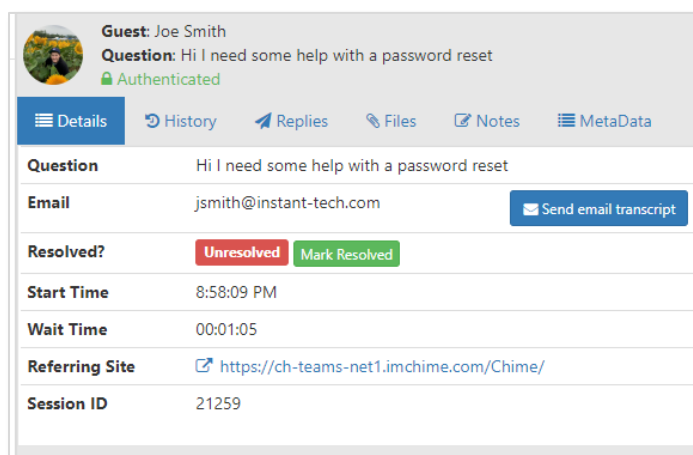 Guest: Joe Smith
Question: Hi I need some help with a password reset
Authenticated
Details History Replies Files Notes MetaData
Question Hi I need some help with a password reset
Email jsmith@instant-tech.com Send email transcript
Resolved? Unresolved Mark Resolved
Start Time 8:58:09 PM
Wait Time 00:01:05
Referring Site https://ch-teams-net1.imchime.com/Chime/
Session ID 21259